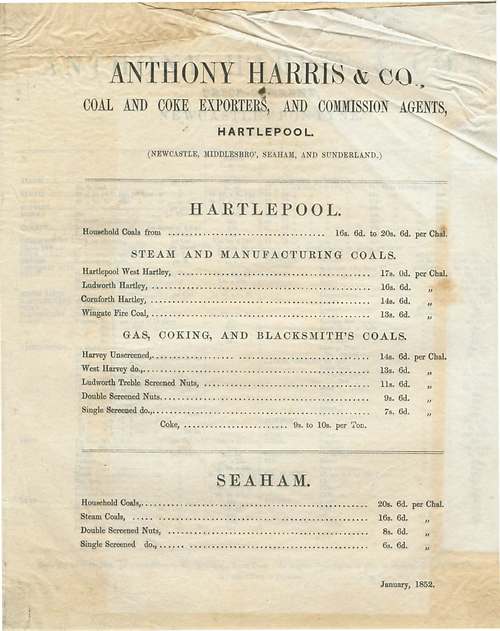 ANTHONY HARRIS & CO.,
COAL AND COKE EXPORTERS, AND COMMISSION AGENTS,
HARTLEPOOL.
(NEWCASTLE, MIDDLESBRO', SEAHAM, AND SUNDERLAND.)
HARTLEPOOL.
Household Coals from .............................. 16s. 6d. to 20s. 6d. per Chal.
STEAM AND MANUFACTURING COALS.
Hartlepool West Hartley, .............................. 17s. 0d. per Chal.
Ludworth Hartley, .............................. 16s. 6d. „
Cornforth Hartley, .............................. 14s. 6d. „
Wingate Fire Coal, .............................. 13s. 6d. „
GAS, COKING, AND BLACKSMITH'S COALS.
Harvey Unscreened, .............................. 14s. 6d. per Chal.
West Harvey do., .............................. 13s. 6d. „
Ludworth Treble Screened Nuts, .............................. 11s. 6d. „
Double Screened Nuts .............................. 9s. 6d. „
Single Screened do., .............................. 7s. 6d. „
Coke, .............................. 9s. to 10s. per Ton.
SEAHAM.
Household Coals, .............................. 20s. 6d. per Chal.
Steam Coals, .............................. 16s. 6d. „
Double Screened Nuts, .............................. 8s. 6d. „
Single Screened do., .............................. 6s. 6d. „
January, 1852.